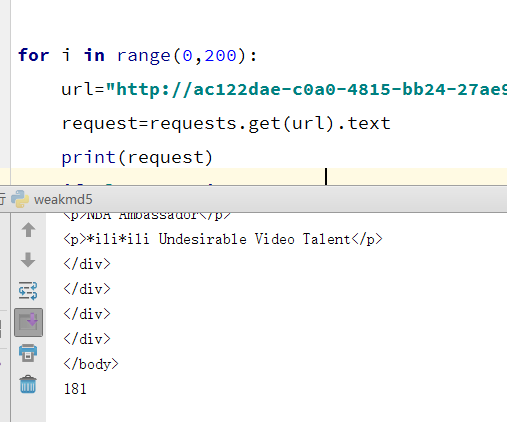 for i in range(0,200):
url="http://ac122dae-c0a0-4815-bb24-27ae9
request=requests.get(url).text
print(request)
行 weakmd5
<p>NBA Ambassador</p>
<p>*ili*ili Undesirable Video Talent</p>
</div>
</div>
</div>
</div>
</body>
181